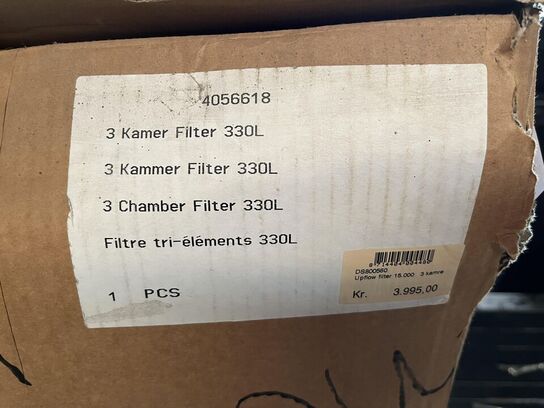 4056618
3 Kamer Filter 330L
3 Kammer Filter 330L
3 Chamber Filter 330L
Filtre tri-éléments 330L
1 PCS
DS800560
Upflow filter 15.000 3 kamre
Kr. 3.995,00